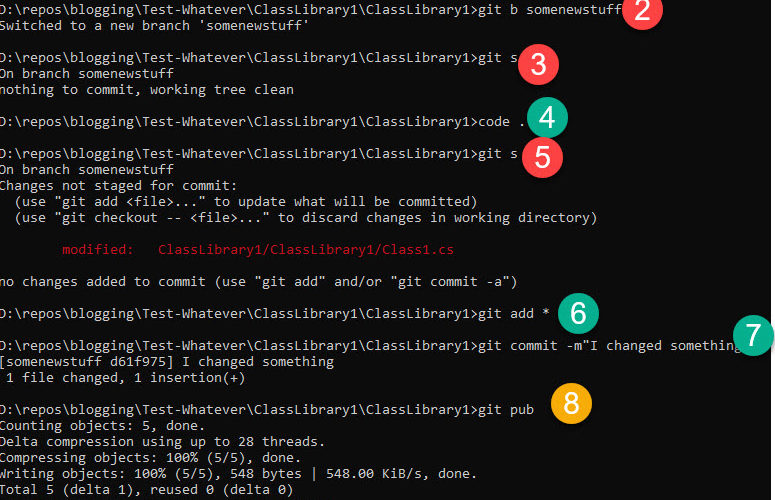 D:\repos\blogging\Test-Whatever\ClassLibrary1\ClassLibrary1>git b somenewstuff 2
Switched to a new branch 'somenewstuff'
D:\repos\blogging\Test-Whatever\ClassLibrary1\ClassLibrary1>git s 3
On branch somenewstuff
nothing to commit, working tree clean
D:\repos\blogging\Test-Whatever\ClassLibrary1\ClassLibrary1>code . 4
D:\repos\blogging\Test-Whatever\ClassLibrary1\ClassLibrary1>git s 5
On branch somenewstuff
Changes not staged for commit:
(use "git add <file>..." to update what will be committed)
(use "git checkout -- <file>..." to discard changes in working directory)
modified: ClassLibrary1/ClassLibrary1/Class1.cs
no changes added to commit (use "git add" and/or "git commit -a")
D:\repos\blogging\Test-Whatever\ClassLibrary1\ClassLibrary1>git add * 6
D:\repos\blogging\Test-Whatever\ClassLibrary1\ClassLibrary1>git commit -m"I changed something 7
[somenewstuff d61f975] I changed something
1 file changed, 1 insertion(+)
D:\repos\blogging\Test-Whatever\ClassLibrary1\ClassLibrary1>git pub 8
Counting objects: 5, done.
Delta compression using up to 28 threads.
Compressing objects: 100% (5/5), done.
Writing objects: 100% (5/5), 548 bytes | 548.00 KiB/s, done.
Total 5 (delta 1), reused 0 (delta 0)